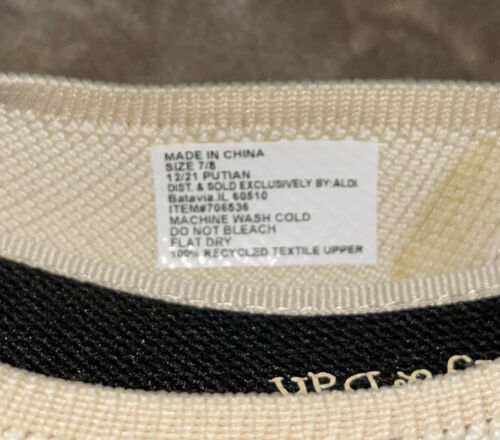 MADE IN CHINA
SIZE 7/8
12/21 PUTIAN
DIST. & SOLD EXCLUSIVELY BY:ALDI
Batavia.IL 60510
ITEM#706536
MACHINE WASH COLD
DO NOT BLEACH
FLAT DRY
100% RECYCLED TEXTILE UPPER